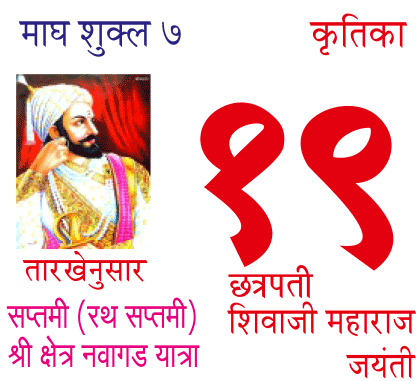 माघ शुक्ल ७
कृतिका
१९
तारखेनुसार
छत्रपती
शिवाजी महाराज
जयंती
सप्तमी (रथ सप्तमी)
श्री क्षेत्र नवागड यात्रा